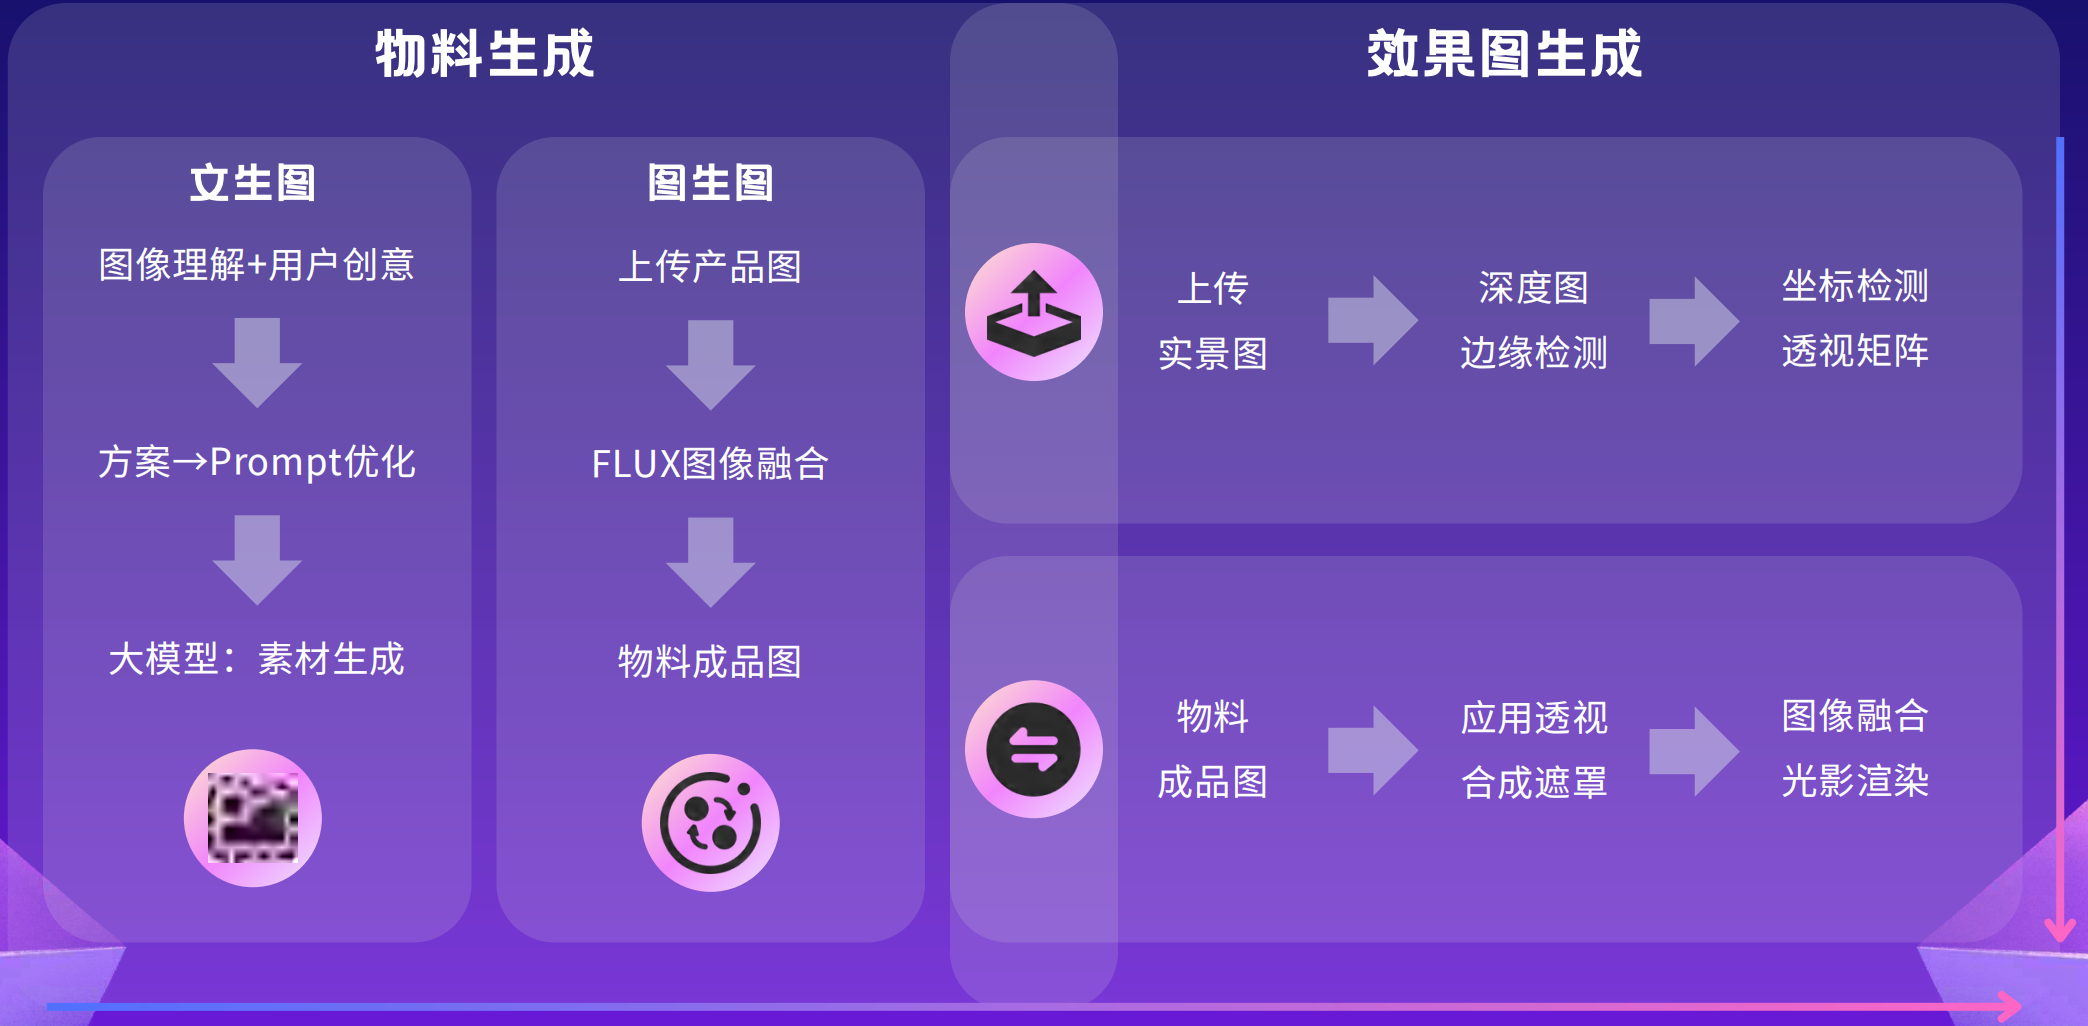 物料生成
文生图
图像理解+用户创意
方案→Prompt优化
大模型：素材生成
图生图
上传产品图
FLUX图像融合
物料成品图
效果图生成
上传
实景图
深度图
边缘检测
坐标检测
透视矩阵
物料
成品图
应用透视
合成遮罩
图像融合
光影渲染